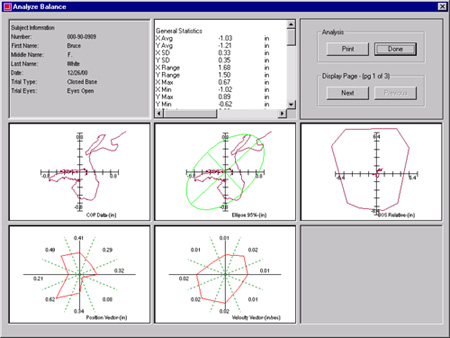 Analyze Balance
Subject Information
Number: 000-90-0909
First Name: Bruce
Middle Name: F.
Last Name: White
Date: 12/26/00
Trial Type: Closed Base
Trial Eyes: Eyes Open
General Statistics
X Avg -1.03 in
Y Avg -1.21 in
X SD 0.33 in
Y SD 0.35 in
X Range 1.68 in
Y Range 1.50 in
X Max 0.67 in
X Min -1.02 in
Y Max 0.89 in
Y Min -0.62 in
Analysis
Print
Done
Display Page - (pg 1 of 3)
Next
Previous
COP Data-(in)
Ellipse 95%-(in)
BOS Relative-(in)
0.41
0.49
0.29
0.21
0.32
0.62
0.00
0.34
Position Vector-(in)
0.02
0.01
0.01
0.02
0.01
0.02
0.01
0.02
Velocity Vector-(in/sec)